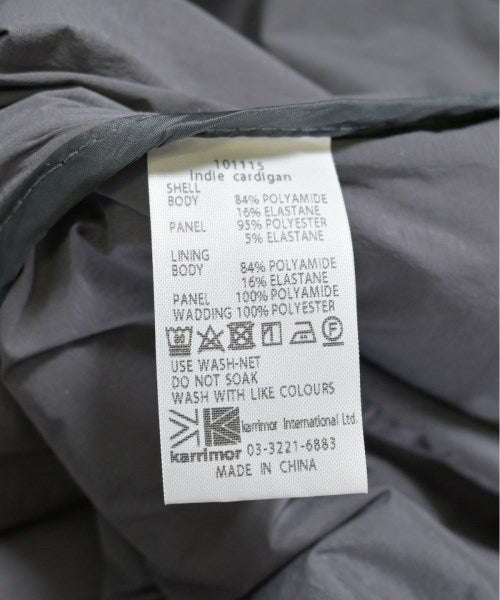 101115
Indie cardigan
SHELL
BODY 84% POLYAMIDE
16% ELASTANE
PANEL 95% POLYESTER
5% ELASTANE
LINING
BODY 84% POLYAMIDE
16% ELASTANE
PANEL 100% POLYAMIDE
WADDING 100% POLYESTER
USE WASH-NET
DO NOT SOAK
WASH WITH LIKE COLOURS
karrimor International Ltd.
karrimor 03-3221-6883
MADE IN CHINA